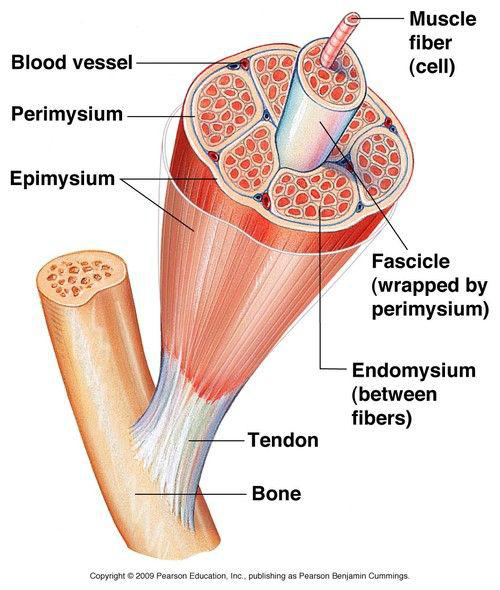 Muscle
fiber
(cell)
Blood vessel
Perimysium
Epimysium
Fascicle
(wrapped by
perimysium)
Endomysium
(between
fibers)
Tendon
Bone
Copyright © 2009 Pearson Education, Inc., publishing as Pearson Benjamin Cummings.